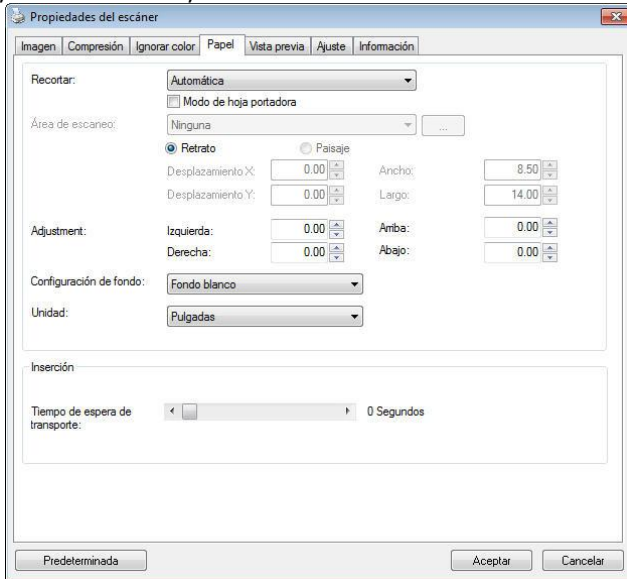 Propiedades del escáner
Imagen Compresión Ignorar color Papel Vista previa Ajuste Información
Recortar: Automática
Modo de hoja portadora
Área de escaneo: Ninguna ...
Retrato Paisaje
Desplazamiento X: 0.00 Ancho: 8.50
Desplazamiento Y: 0.00 Largo: 14.00
Adjustment: Izquierda: 0.00 Arriba: 0.00
Derecha: 0.00 Abajo: 0.00
Configuración de fondo: Fondo blanco
Unidad: Pulgadas
Inserción
Tiempo de espera de 0 Segundos
transporte:
Predeterminada Aceptar Cancelar